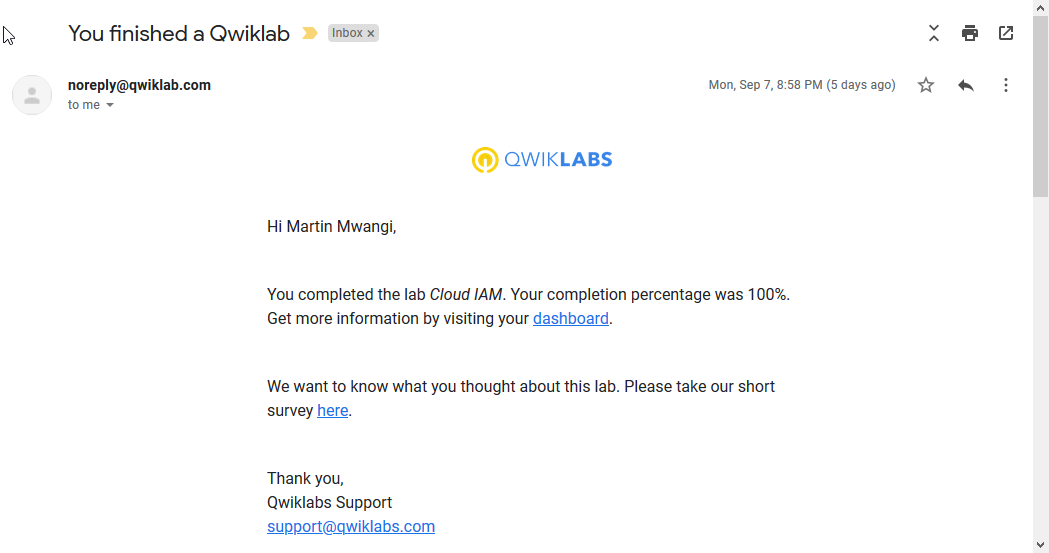 You finished a Qwiklab
Inbox ×
noreply@qwiklab.com
Mon, Sep 7, 8:58 PM (5 days ago)
to me
QWIKLABS
Hi Martin Mwangi,
You completed the lab Cloud IAM. Your completion percentage was 100%.
Get more information by visiting your dashboard.
We want to know what you thought about this lab. Please take our short
survey here.
Thank you,
Qwiklabs Support
support@qwiklabs.com